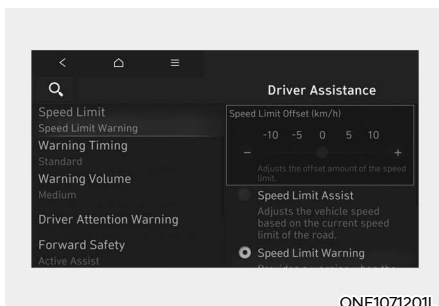 Driver Assistance
Speed Limit
Speed Limit Warning
Warning Timing
Standard
Warning Volume
Medium
Driver Attention Warning
Forward Safety
Active Assist
Speed Limit Offset (km/h)
-10 -5 0 5 10
− +
Adjusts the offset amount of the speed
limit.
Speed Limit Assist
Adjusts the vehicle speed
based on the current speed
limit of the road.
Speed Limit Warning
ONE1071201L